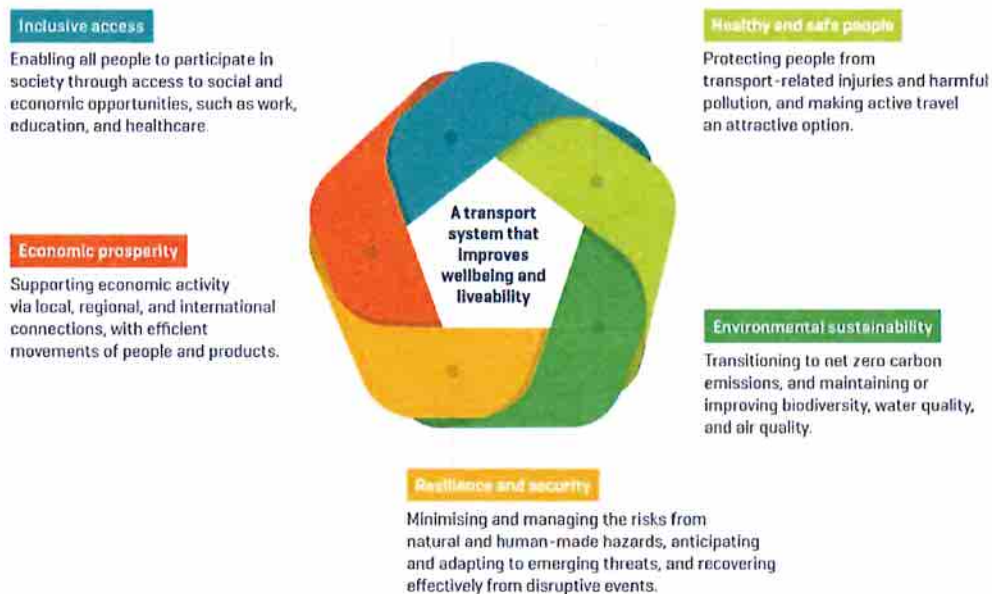 Inclusive access
Enabling all people to participate in
society through access to social and
economic opportunities, such as work,
education, and healthcare
Healthy and safe people
Protecting people from
transport-related injuries and harmful
pollution, and making active travel
an attractive option.
A transport
system that
improves
wellbeing and
liveability
Economic prosperity
Supporting economic activity
via local, regional, and international
connections, with efficient
movements of people and products.
Environmental sustainability
Transitioning to net zero carbon
emissions, and maintaining or
improving biodiversity, water quality,
and air quality.
Resilience and security
Minimising and managing the risks from
natural and human-made hazards, anticipating
and adapting to emerging threats, and recovering
effectively from disruptive events.